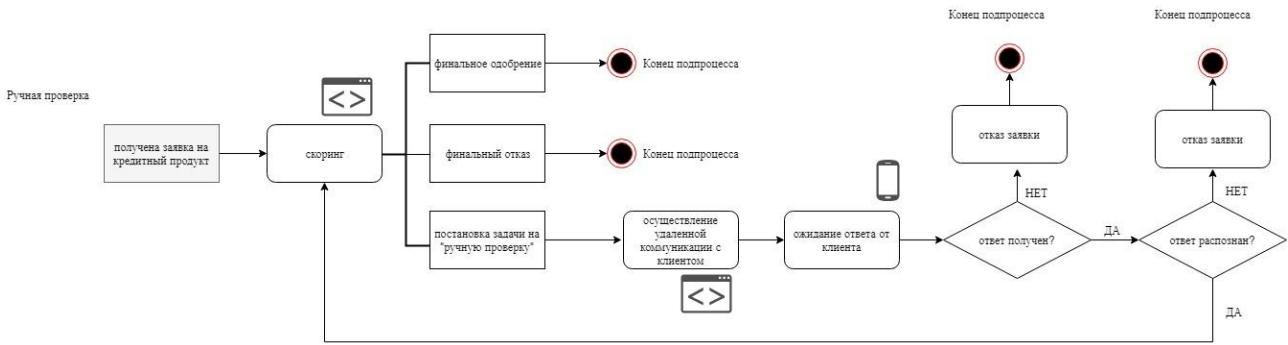 Конец подпроцесса
Конец подпроцесса
финальное одобрение
Конец подпроцесса
Ручная проверка
< >
получена заявка на
кредитный продукт
скоринг
финальный отказ
Конец подпроцесса
отказ заявки
отказ заявки
НЕТ
НЕТ
постановка задачи на
"ручную проверку"
осуществление
удаленной
коммуникации с
клиентом
ожидание ответа от
клиента
ответ получен?
ДА
ответ распознан?
< >
ДА